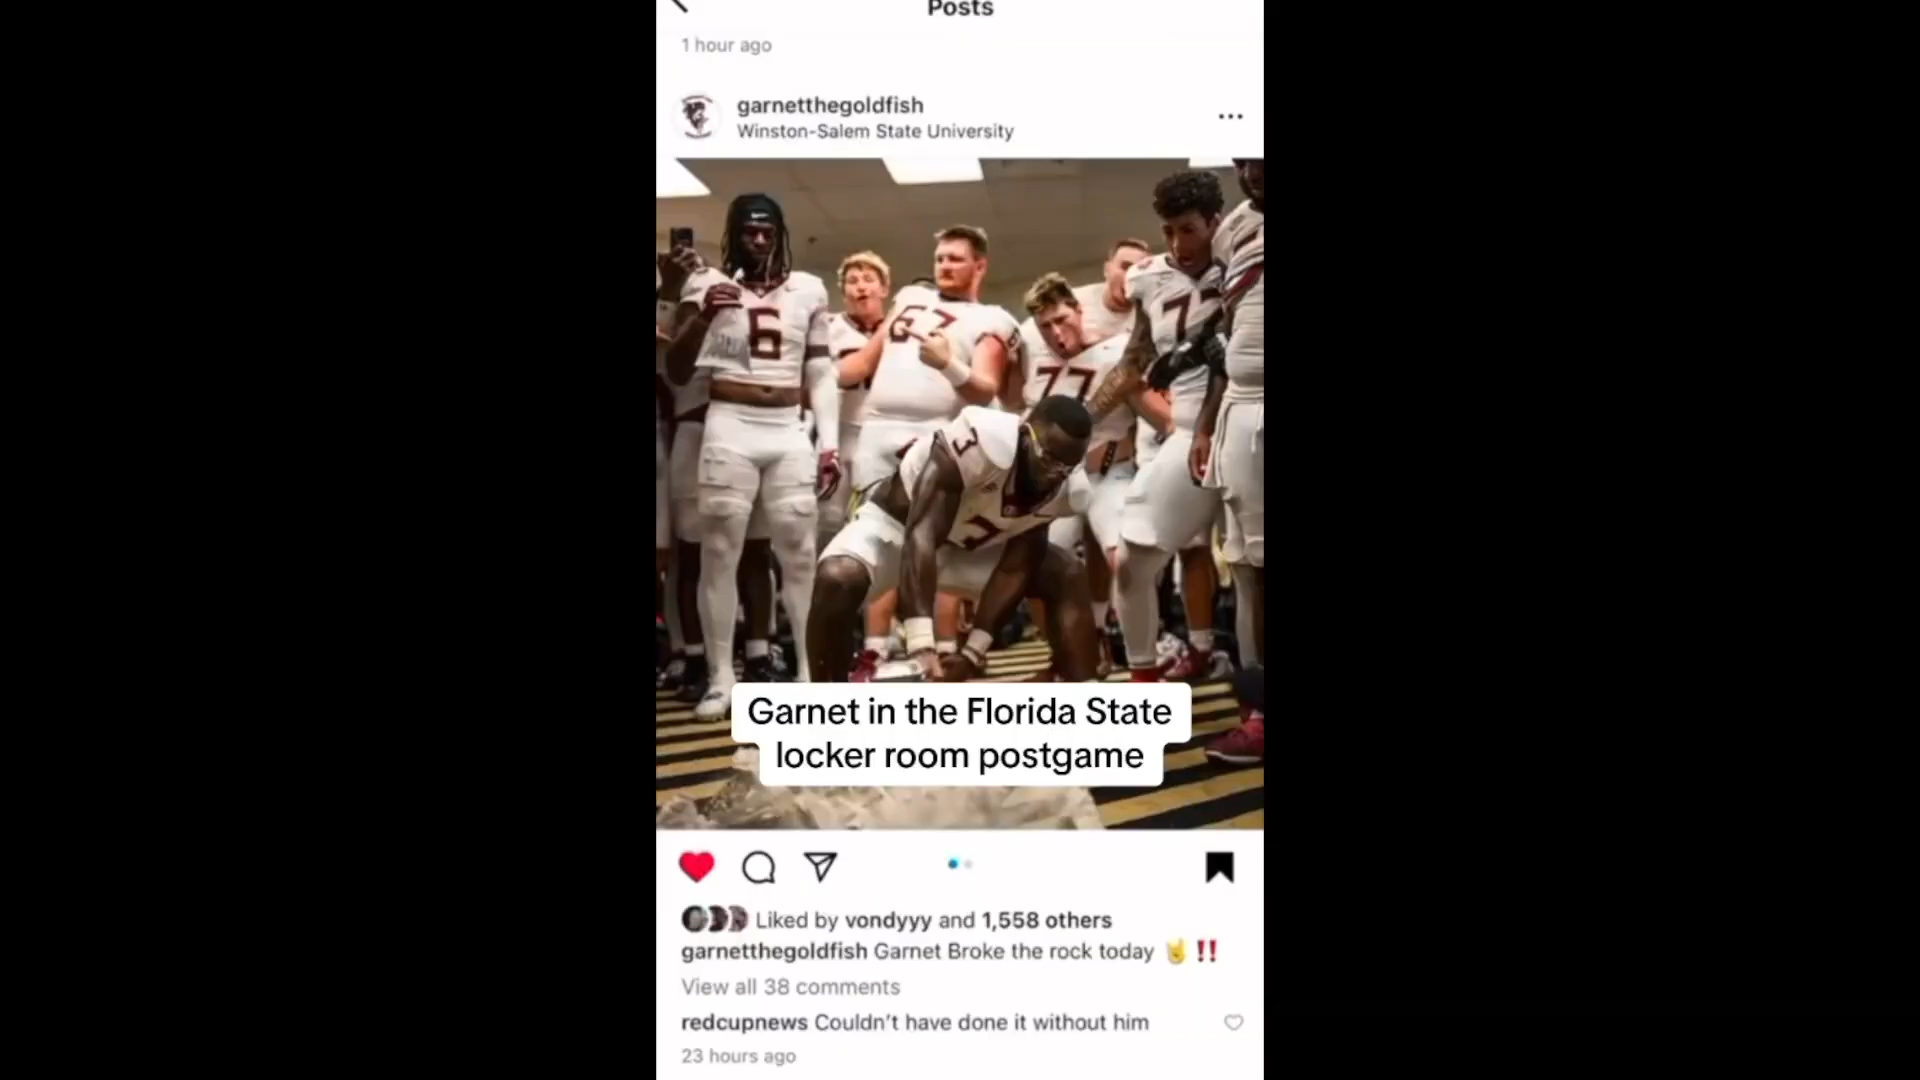 Posts
1 hour ago
garnetthegoldfish
Winston-Salem State University
6
67
77
7
3
Garnet in the Florida State
locker room postgame
Liked by vondyyy and 1,558 others
garnetthegoldfish Garnet Broke the rock today 🤘 ‼️
View all 38 comments
redcupnews Couldn't have done it without him
23 hours ago